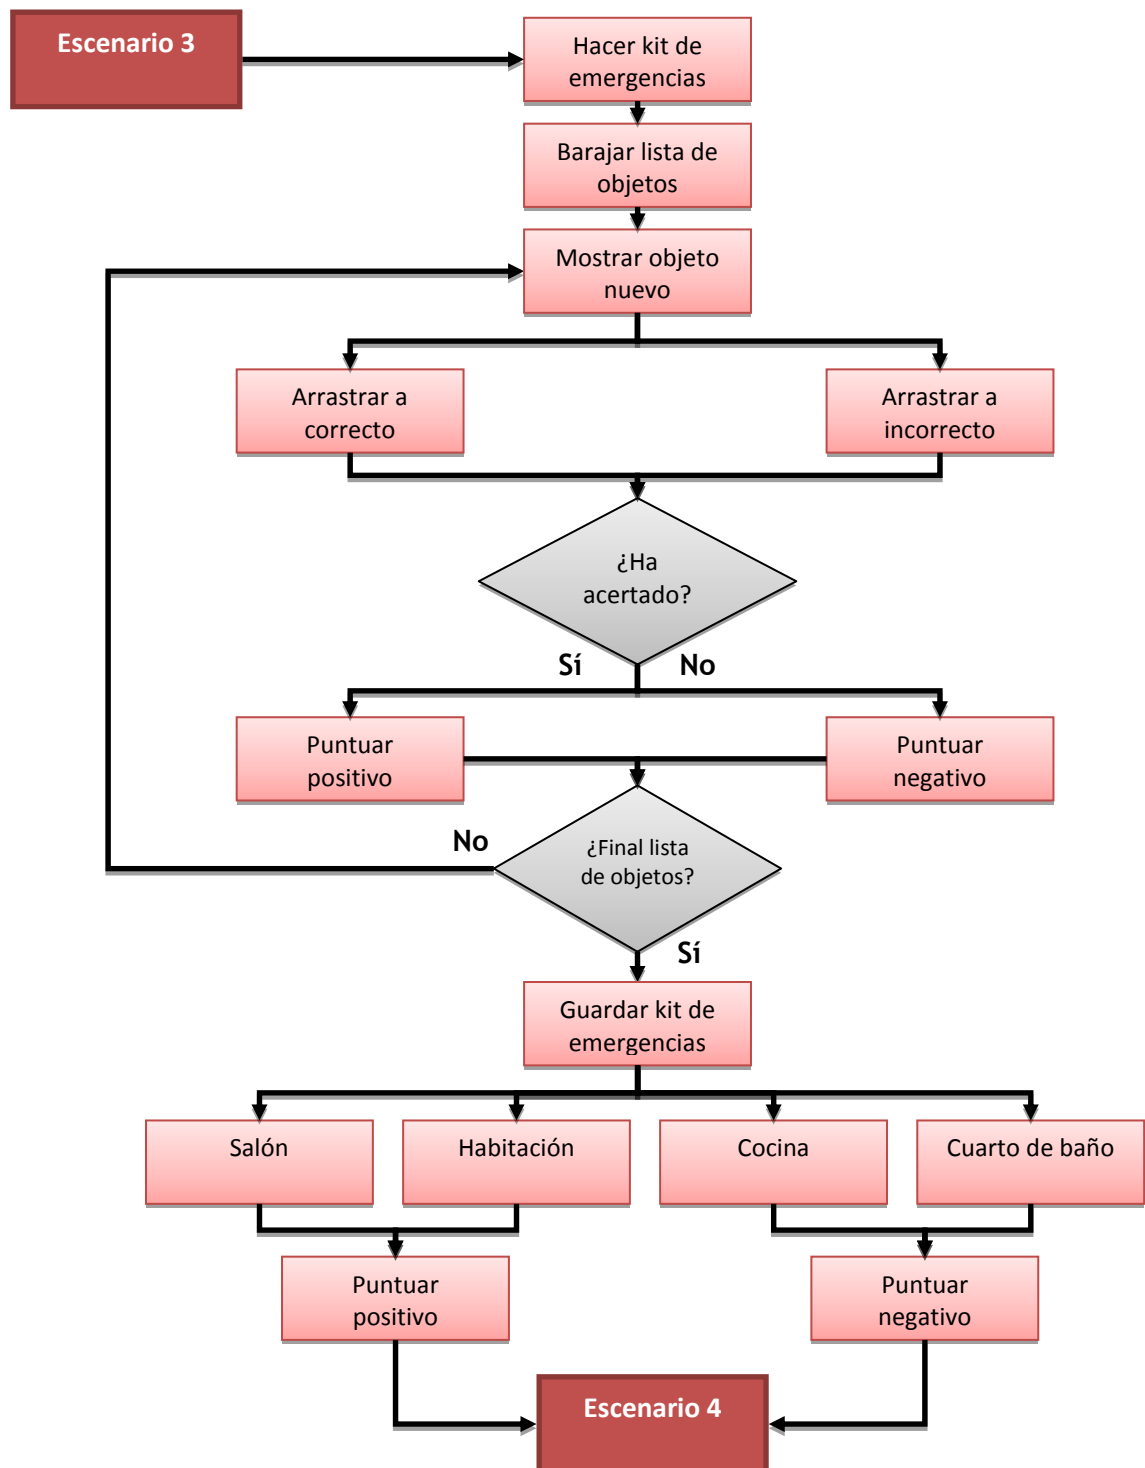 Escenario 3
Hacer kit de
emergencias
Barajar lista de
objetos
Mostrar objeto
nuevo
Arrastrar a
correcto
Arrastrar a
incorrecto
¿Ha
acertado?
Sí
No
Puntuar
positivo
Puntuar
negativo
No
¿Final lista
de objetos?
Sí
Guardar kit de
emergencias
Salón
Habitación
Cocina
Cuarto de baño
Puntuar
positivo
Puntuar
negativo
Escenario 4